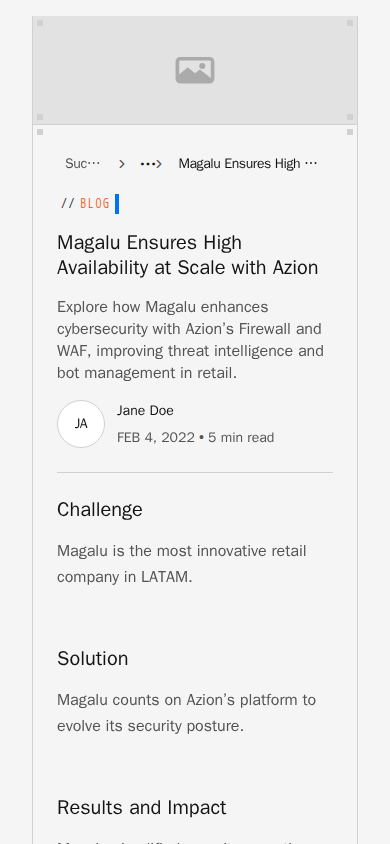 Suc··· > ···> Magalu Ensures High ···
// BLOG
Magalu Ensures High
Availability at Scale with Azion
Explore how Magalu enhances
cybersecurity with Azion's Firewall and
WAF, improving threat intelligence and
bot management in retail.
JA
Jane Doe
FEB 4, 2022 • 5 min read
Challenge
Magalu is the most innovative retail
company in LATAM.
Solution
Magalu counts on Azion's platform to
evolve its security posture.
Results and Impact